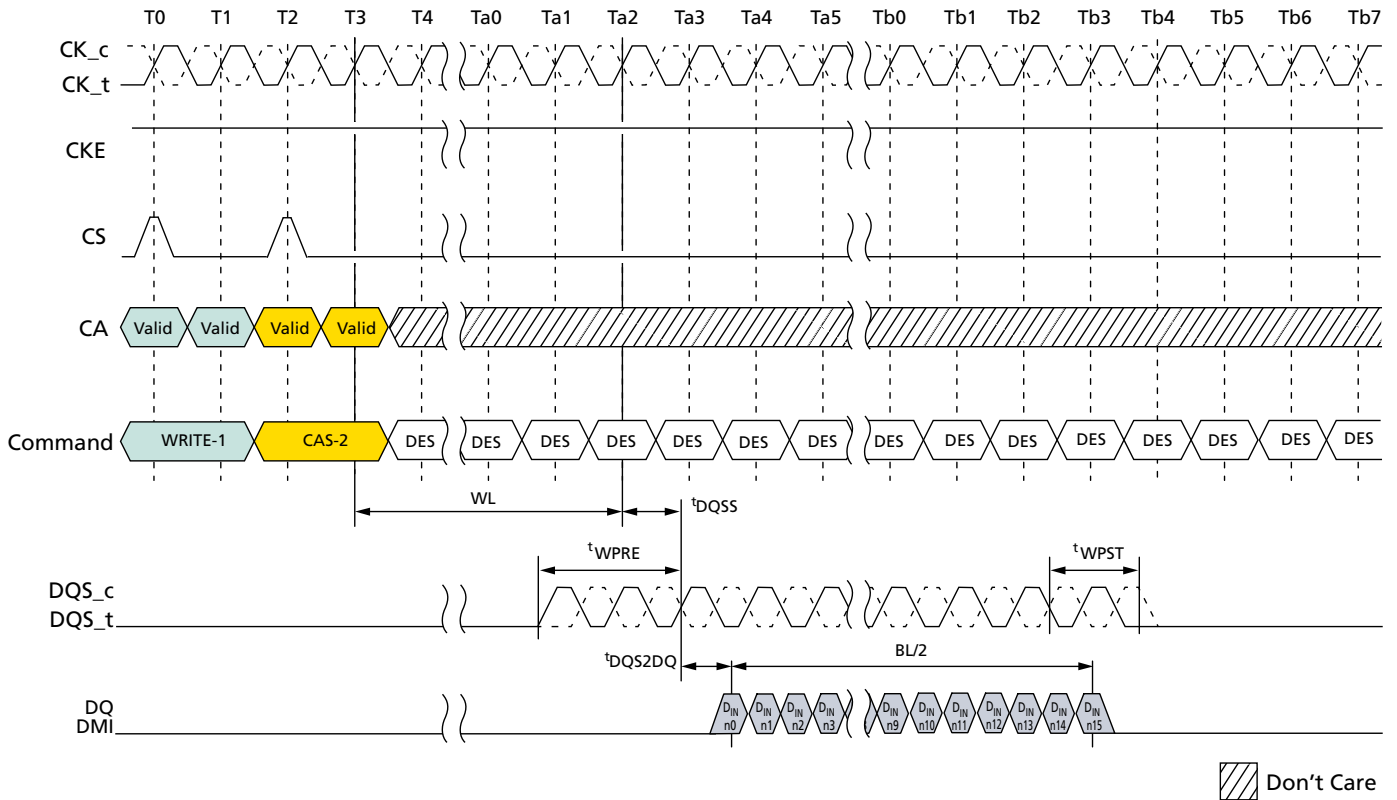 T0 T1 T2 T3 T4 Ta0 Ta1 Ta2 Ta3 Ta4 Ta5 Tb0 Tb1 Tb2 Tb3 Tb4 Tb5 Tb6 Tb7
CK_c
CK_t
CKE
CS
CA Valid Valid Valid Valid
Command WRITE-1 CAS-2 DES DES DES DES DES DES DES DES DES DES DES DES DES DES DES
WL tDQSS
tWPRE tWPST
DQS_c
DQS_t
tDQS2DQ BL/2
DQ DIN DIN DIN DIN DIN DIN DIN DIN DIN DIN DIN
DMI n0 n1 n2 n3 n9 n10 n11 n12 n13 n14 n15
Don't Care